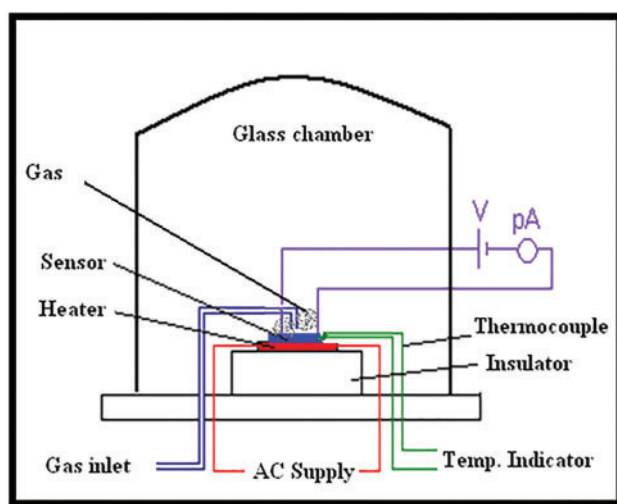 Glass chamber
Gas
V
pA
Sensor
Heater
Thermocouple
Insulator
Gas inlet
AC Supply
Temp. Indicator